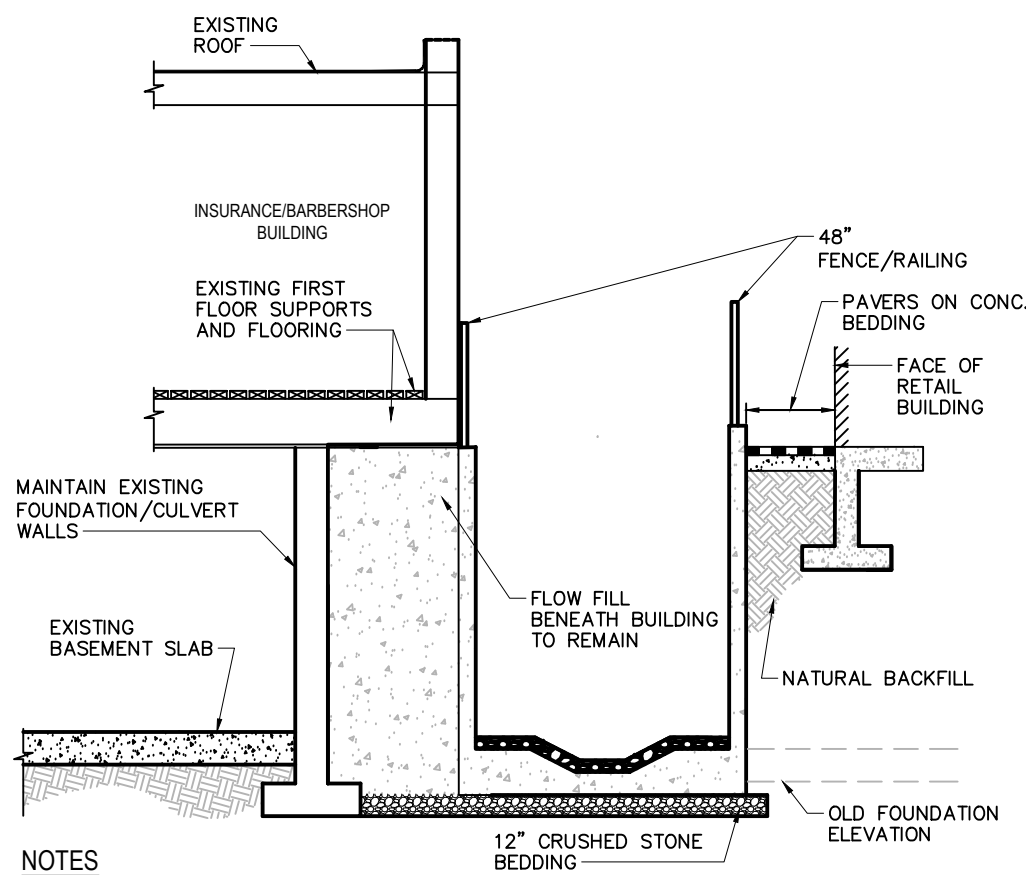 EXISTING
ROOF
INSURANCE/BARBERSHOP
BUILDING
48"
FENCE/RAILING
EXISTING FIRST
FLOOR SUPPORTS
AND FLOORING
PAVERS ON CONC.
BEDDING
FACE OF
RETAIL
BUILDING
MAINTAIN EXISTING
FOUNDATION/CULVERT
WALLS
FLOW FILL
BENEATH BUILDING
TO REMAIN
EXISTING
BASEMENT SLAB
NATURAL BACKFILL
OLD FOUNDATION
ELEVATION
12" CRUSHED STONE
BEDDING
NOTES